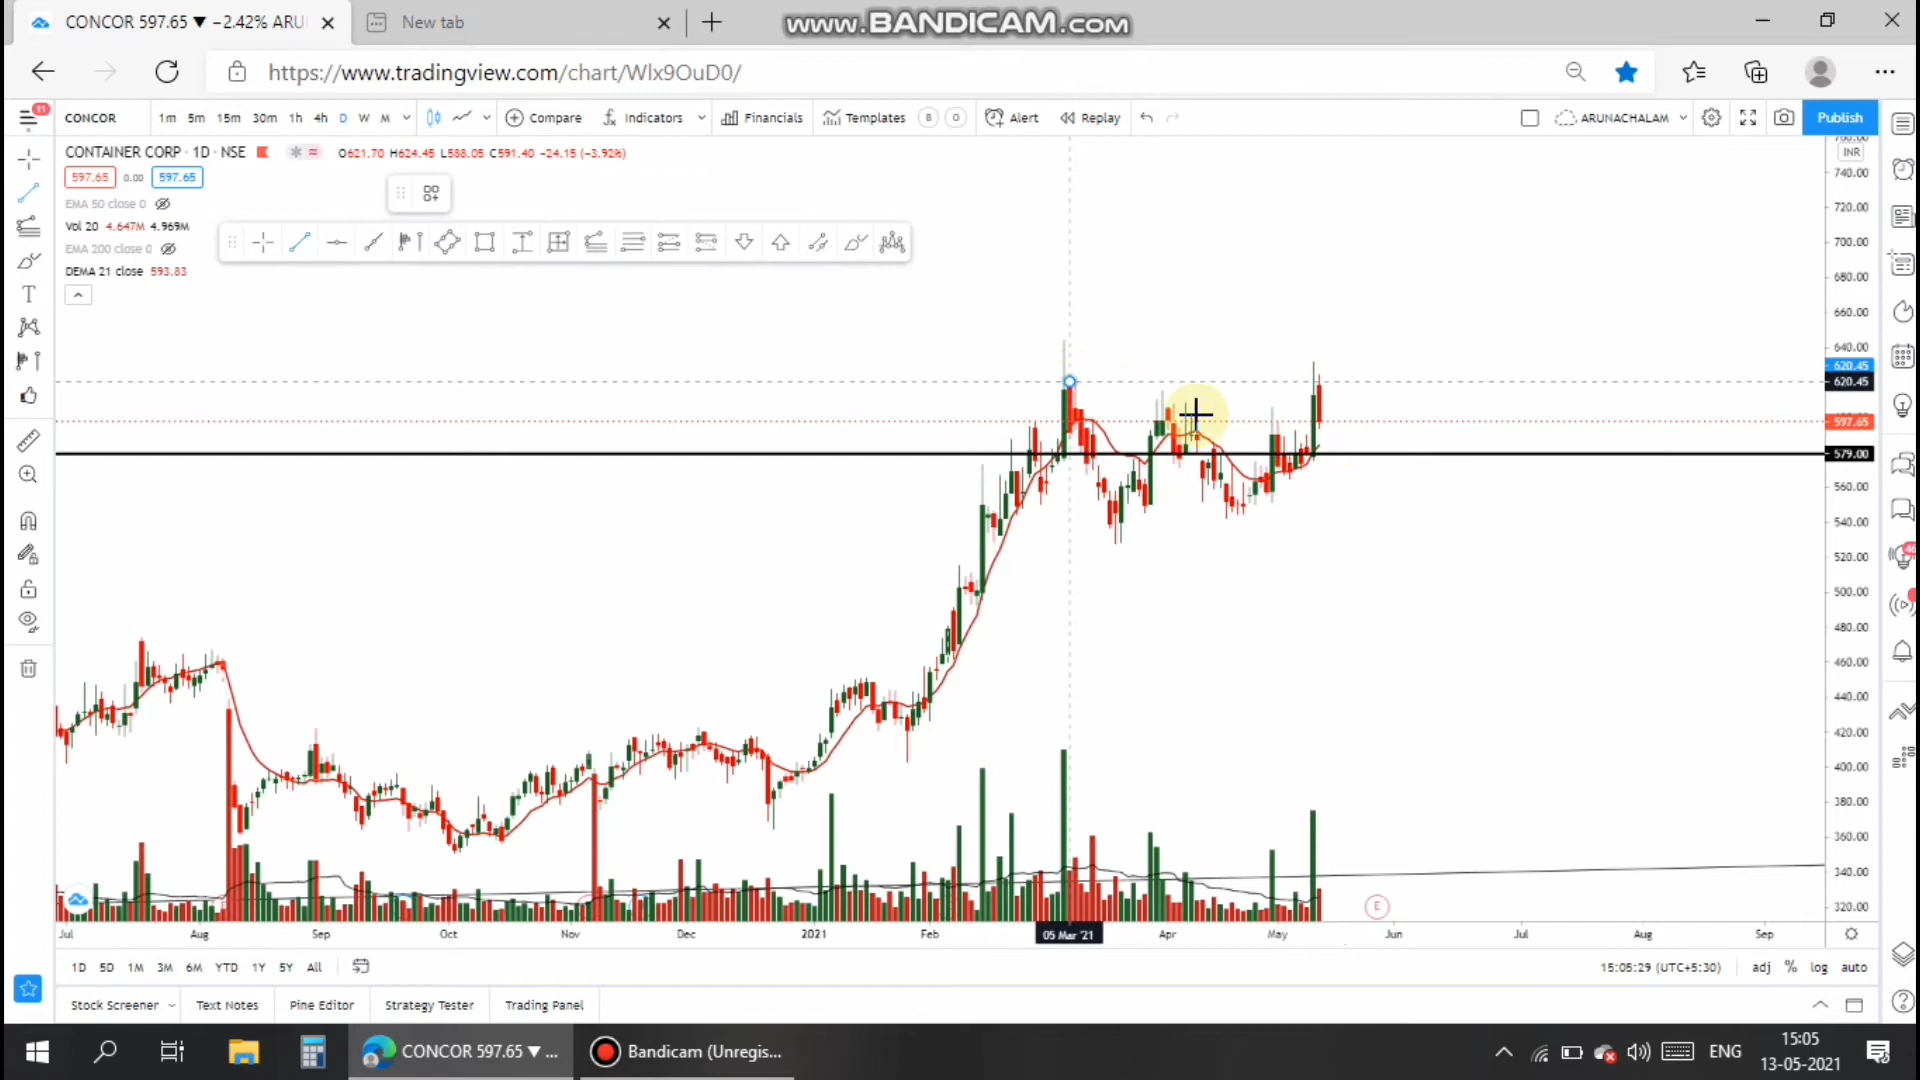 CONCOR 597.65 ▼ −2.42% ARU
New tab
www.BANDICAM.com
https://www.tradingview.com/chart/Wlx9OuD0/
11
CONCOR 1m 5m 15m 30m 1h 4h D W M Compare Indicators Financials Templates B O Alert Replay ARUNACHALAM Publish
CONTAINER CORP · 1D · NSE O621.70 H624.45 L588.05 C591.40 −24.15 (−3.92%)
INR
597.65 0.00 597.65
EMA 50 close 0
Vol 20 4.647M 4.969M
EMA 200 close 0
DEMA 21 close 593.83
740.00
720.00
700.00
680.00
660.00
640.00
620.45
620.45
597.65
579.00
560.00
540.00
520.00
500.00
480.00
460.00
440.00
420.00
400.00
380.00
360.00
340.00
320.00
E
Jul Aug Sep Oct Nov Dec 2021 Feb 05 Mar '21 Apr May Jun Jul Aug Sep
1D 5D 1M 3M 6M YTD 1Y 5Y All 15:05:29 (UTC+5:30) adj % log auto
Stock Screener Text Notes Pine Editor Strategy Tester Trading Panel
CONCOR 597.65 ▼ ...
Bandicam (Unregis...
ENG
15:05
13-05-2021